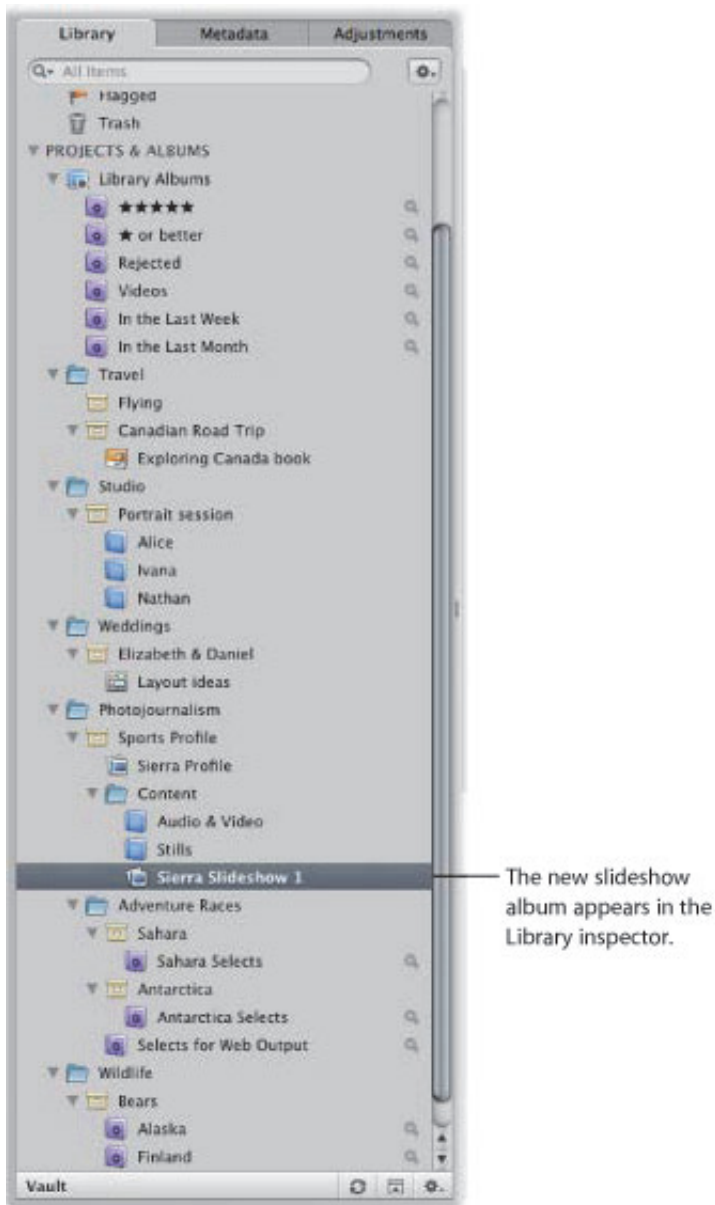 Library Metadata Adjustments
All Items
Flagged
Trash
PROJECTS & ALBUMS
Library Albums
★★★★★
★ or better
Rejected
Videos
In the Last Week
In the Last Month
Travel
Flying
Canadian Road Trip
Exploring Canada book
Studio
Portrait session
Alice
Ivana
Nathan
Weddings
Elizabeth & Daniel
Layout ideas
Photojournalism
Sports Profile
Sierra Profile
Content
Audio & Video
Stills
Sierra Slideshow 1
Adventure Races
Sahara
Sahara Selects
Antarctica
Antarctica Selects
Selects for Web Output
Wildlife
Bears
Alaska
Finland
Vault
The new slideshow
album appears in the
Library inspector.